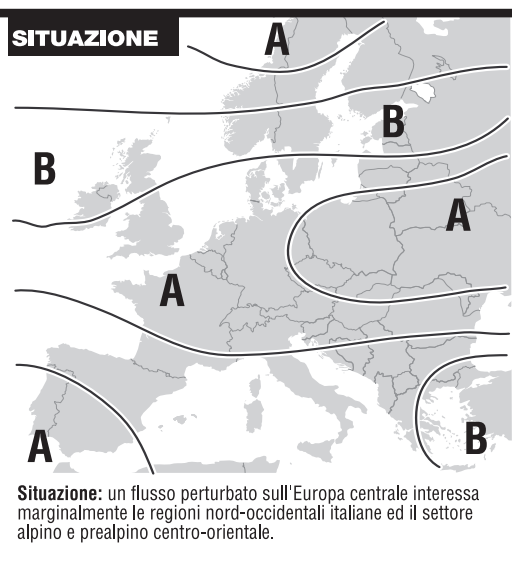 SITUAZIONE
A
B
B
A
A
A
B
Situazione: un flusso perturbato sull'Europa centrale interessa
marginalmente le regioni nord-occidentali italiane ed il settore
alpino e prealpino centro-orientale.